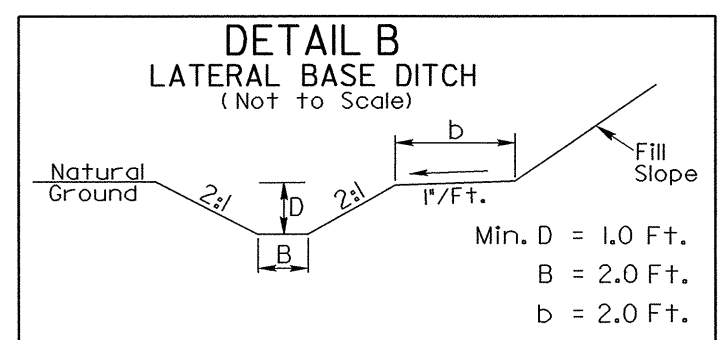 DETAIL B
LATERAL BASE DITCH
(Not to Scale)
b
Natural
Ground
2:1
D
2:1
1"/Ft.
Fill
Slope
B
Min. D = 1.0 Ft.
B = 2.0 Ft.
b = 2.0 Ft.